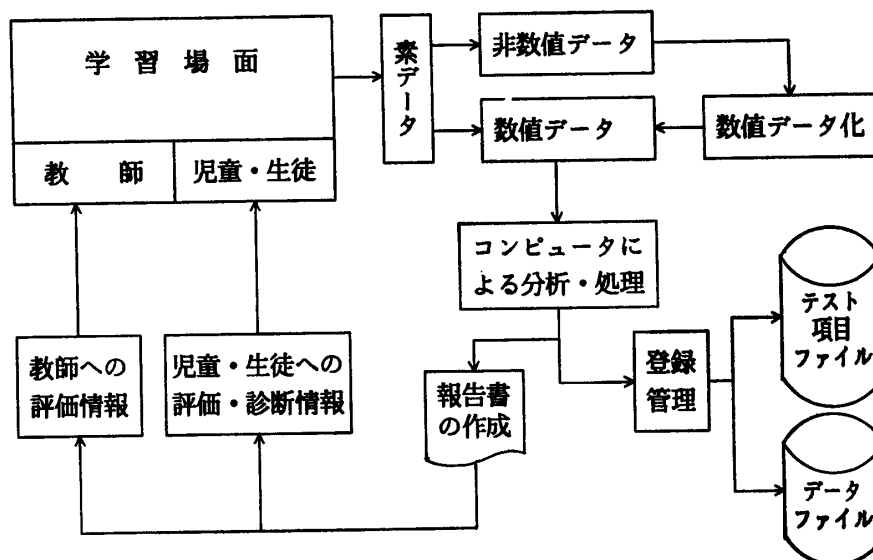 学習場面
教師
児童・生徒
素データ
非数値データ
数値データ
数値データ化
コンピュータに
よる分析・処理
教師への
評価情報
児童・生徒への
評価・診断情報
報告書
の作成
登録
管理
テスト
項目
ファイル
データ
ファイル